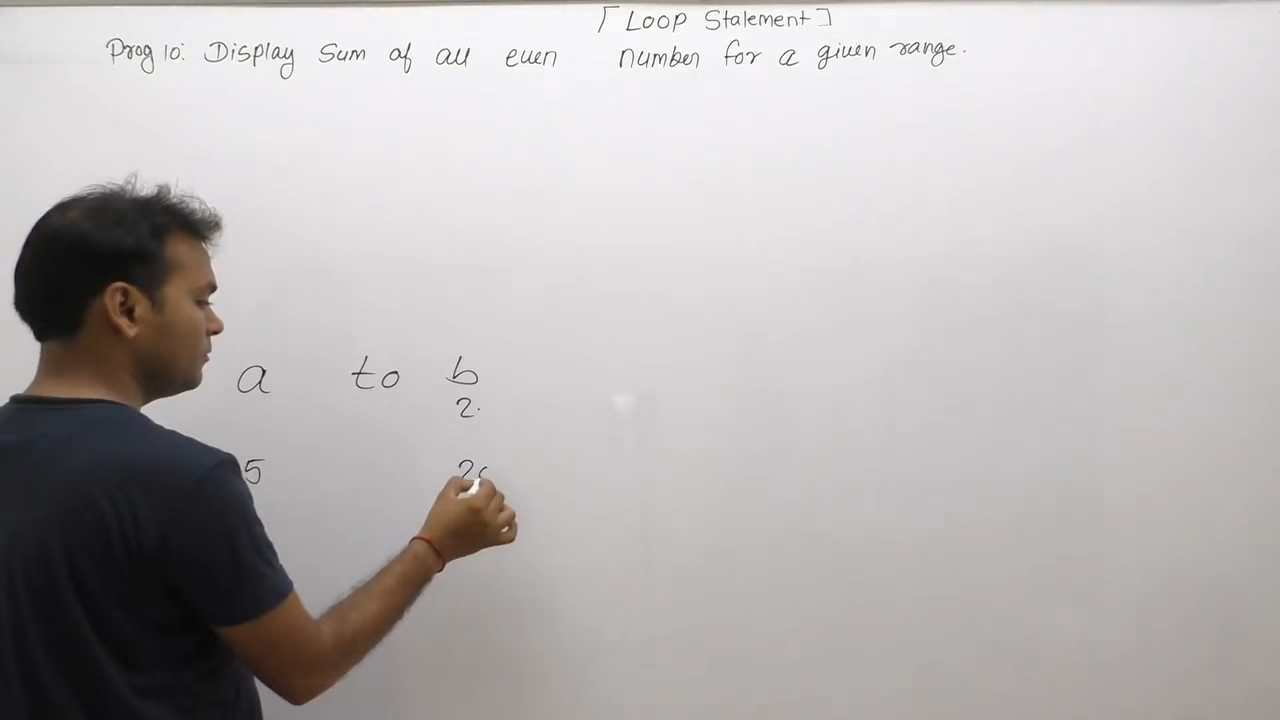 [LOOP Statement]
Prog 10: Display Sum of all even number for a given range.
a to b
2.
5